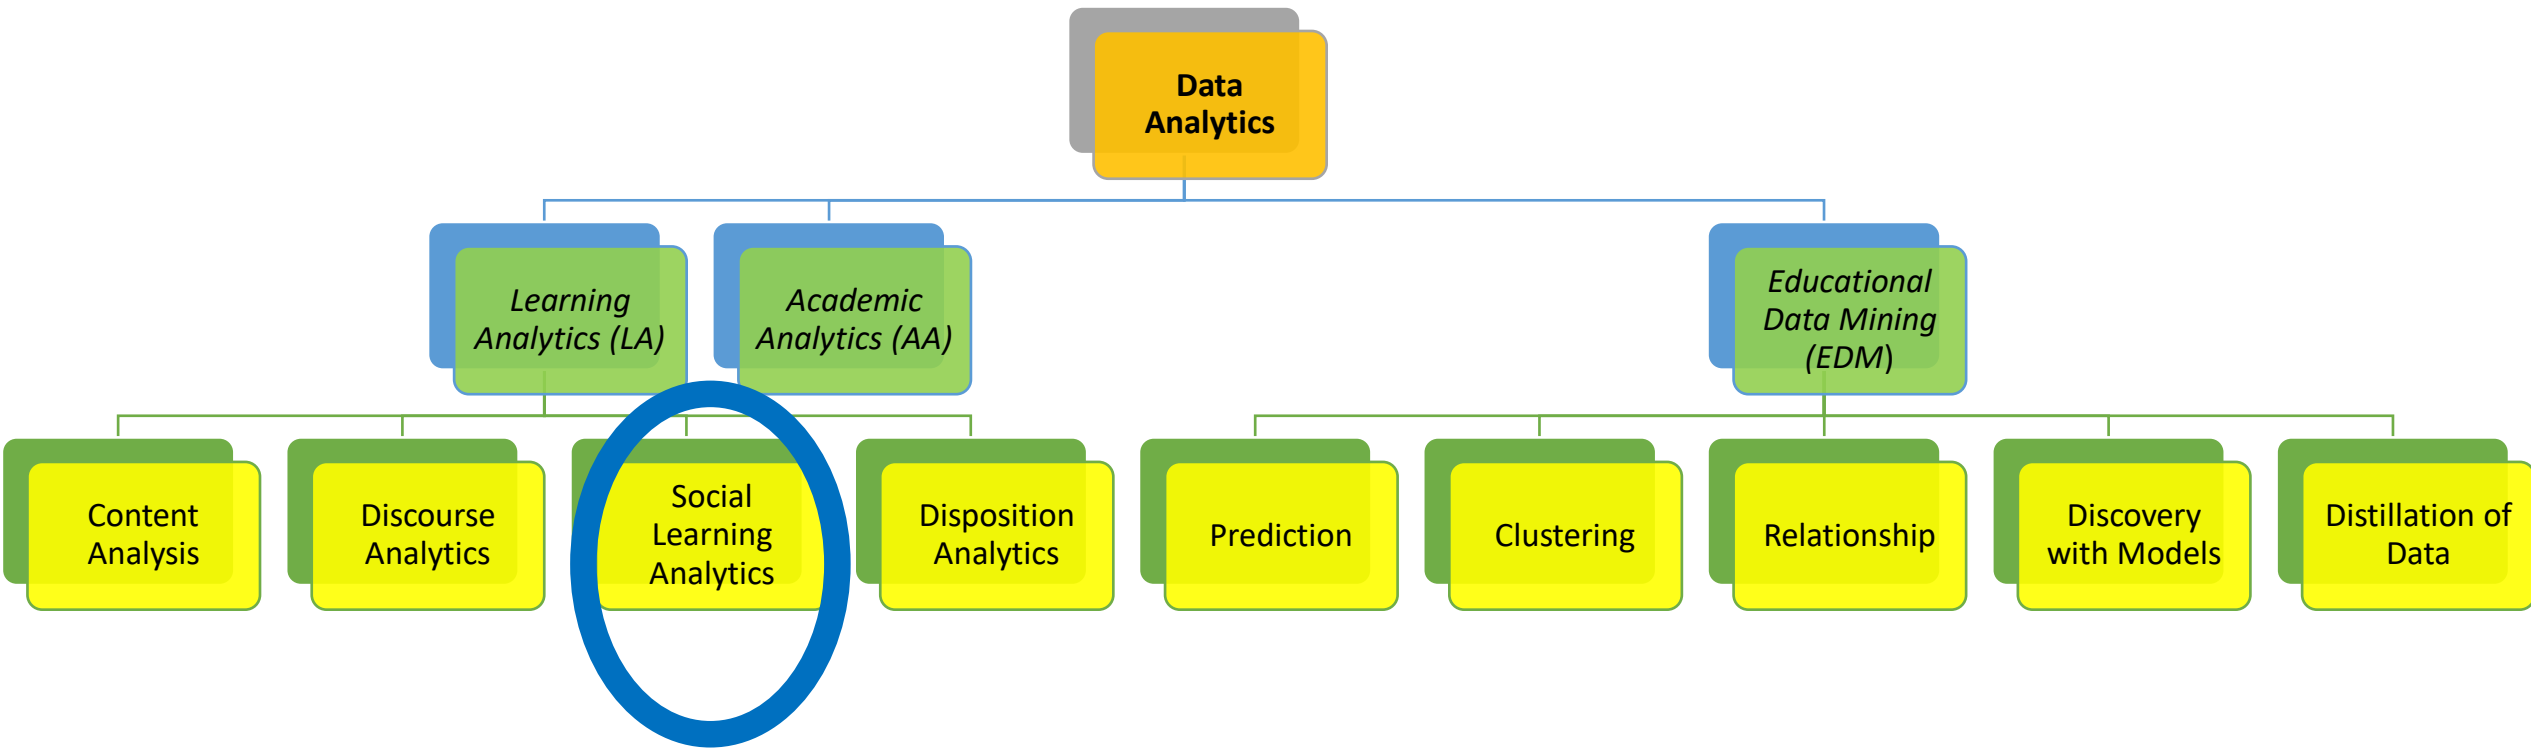 Data
Analytics
Learning
Analytics (LA)
Academic
Analytics (AA)
Educational
Data Mining
(EDM)
Content
Analysis
Discourse
Analytics
Social
Learning
Analytics
Disposition
Analytics
Prediction
Clustering
Relationship
Discovery
with Models
Distillation of
Data